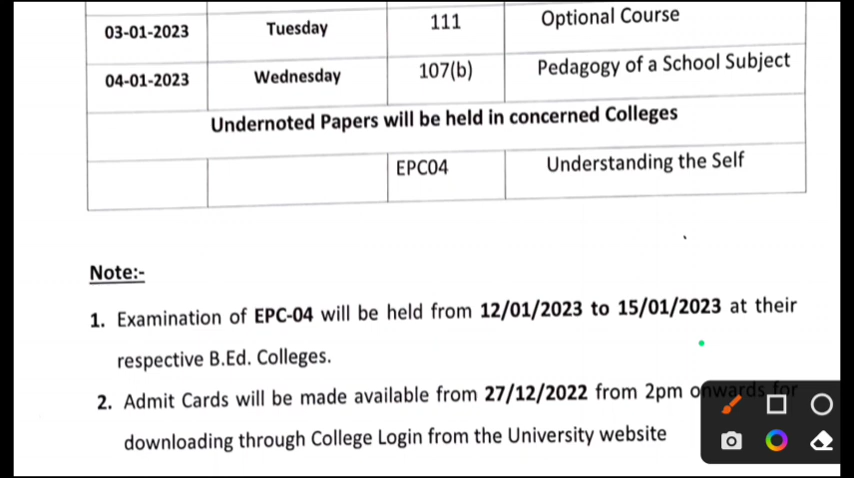 03-01-2023 Tuesday 111 Optional Course
04-01-2023 Wednesday 107(b) Pedagogy of a School Subject
Undernoted Papers will be held in concerned Colleges
EPC04 Understanding the Self
Note:-
1. Examination of EPC-04 will be held from 12/01/2023 to 15/01/2023 at their
respective B.Ed. Colleges.
2. Admit Cards will be made available from 27/12/2022 from 2pm onwards for
downloading through College Login from the University website